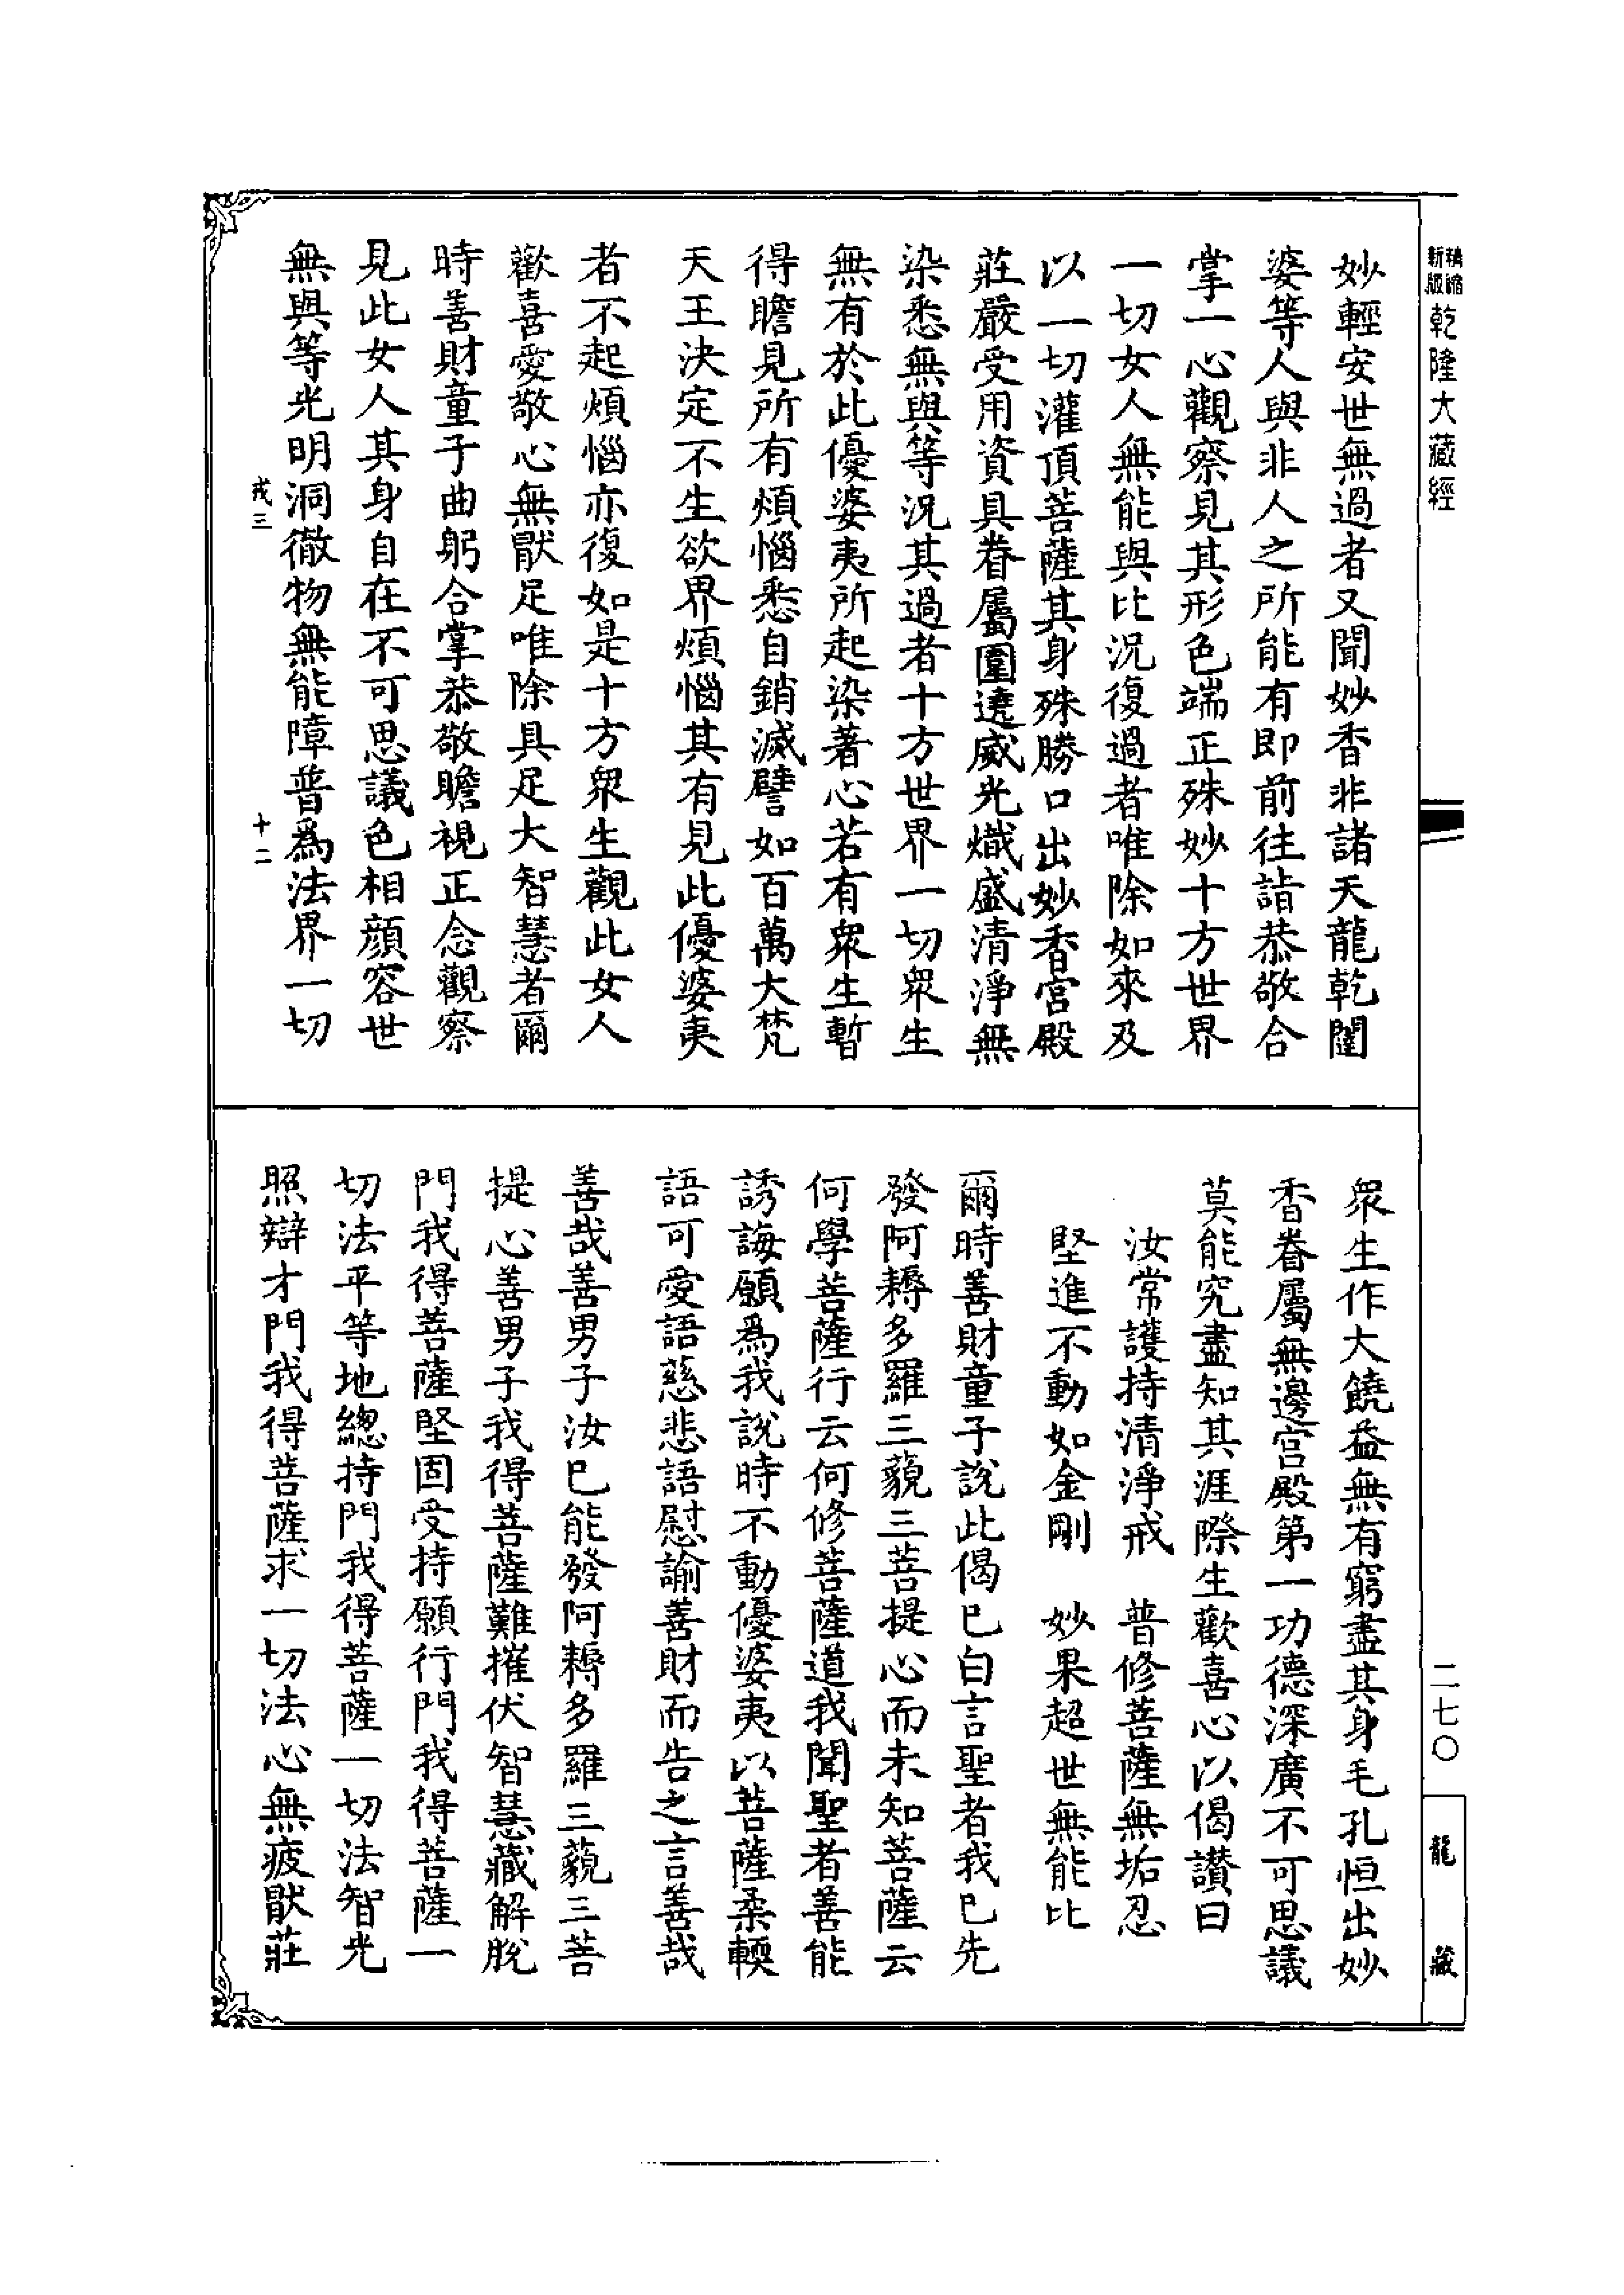 精縮新版乾隆大藏經
妙輕安世無過者又聞妙香非諸天龍乾闥
婆等人與非人之所能有即前往詣恭敬合
掌一心觀察見其形色端正殊妙十方世界
一切女人無能與比況復過者唯除如來及
以一切灌頂菩薩其身殊勝口出妙香宮殿
莊嚴受用資具眷屬圍遶威光熾盛清淨無
染悉無與等況其過者十方世界一切衆生
無有於此優婆夷所起染著心若有衆生暫
得瞻見所有煩惱悉自銷滅譬如百萬大梵
天王決定不生欲界煩惱其有見此優婆夷
者不起煩惱亦復如是十方衆生觀此女人
歡喜愛敬心無厭足唯除具足大智慧者爾
時善財童子曲躬合掌恭敬瞻視正念觀察
見此女人其身自在不可思議色相顔容世
無與等光明洞徹物無能障普爲法界一切
戎三
十二
衆生作大饒益無有窮盡其身毛孔恒出妙
香眷屬無邊宮殿第一功德深廣不可思議
莫能究盡知其涯際生歡喜心以偈讃曰
汝常護持清淨戒　普修菩薩無垢忍
堅進不動如金剛　妙果超世無能比
爾時善財童子說此偈已白言聖者我已先
發阿耨多羅三藐三菩提心而未知菩薩云
何學菩薩行云何修菩薩道我聞聖者善能
誘誨願爲我說時不動優婆夷以菩薩柔輭
語可愛語慈悲語慰諭善財而告之言善哉
善哉善男子汝已能發阿耨多羅三藐三菩
提心善男子我得菩薩難摧伏智慧藏解脫
門我得菩薩堅固受持願行門我得菩薩一
切法平等地總持門我得菩薩一切法智光
照辯才門我得菩薩求一切法心無疲厭莊
二七〇
龍藏